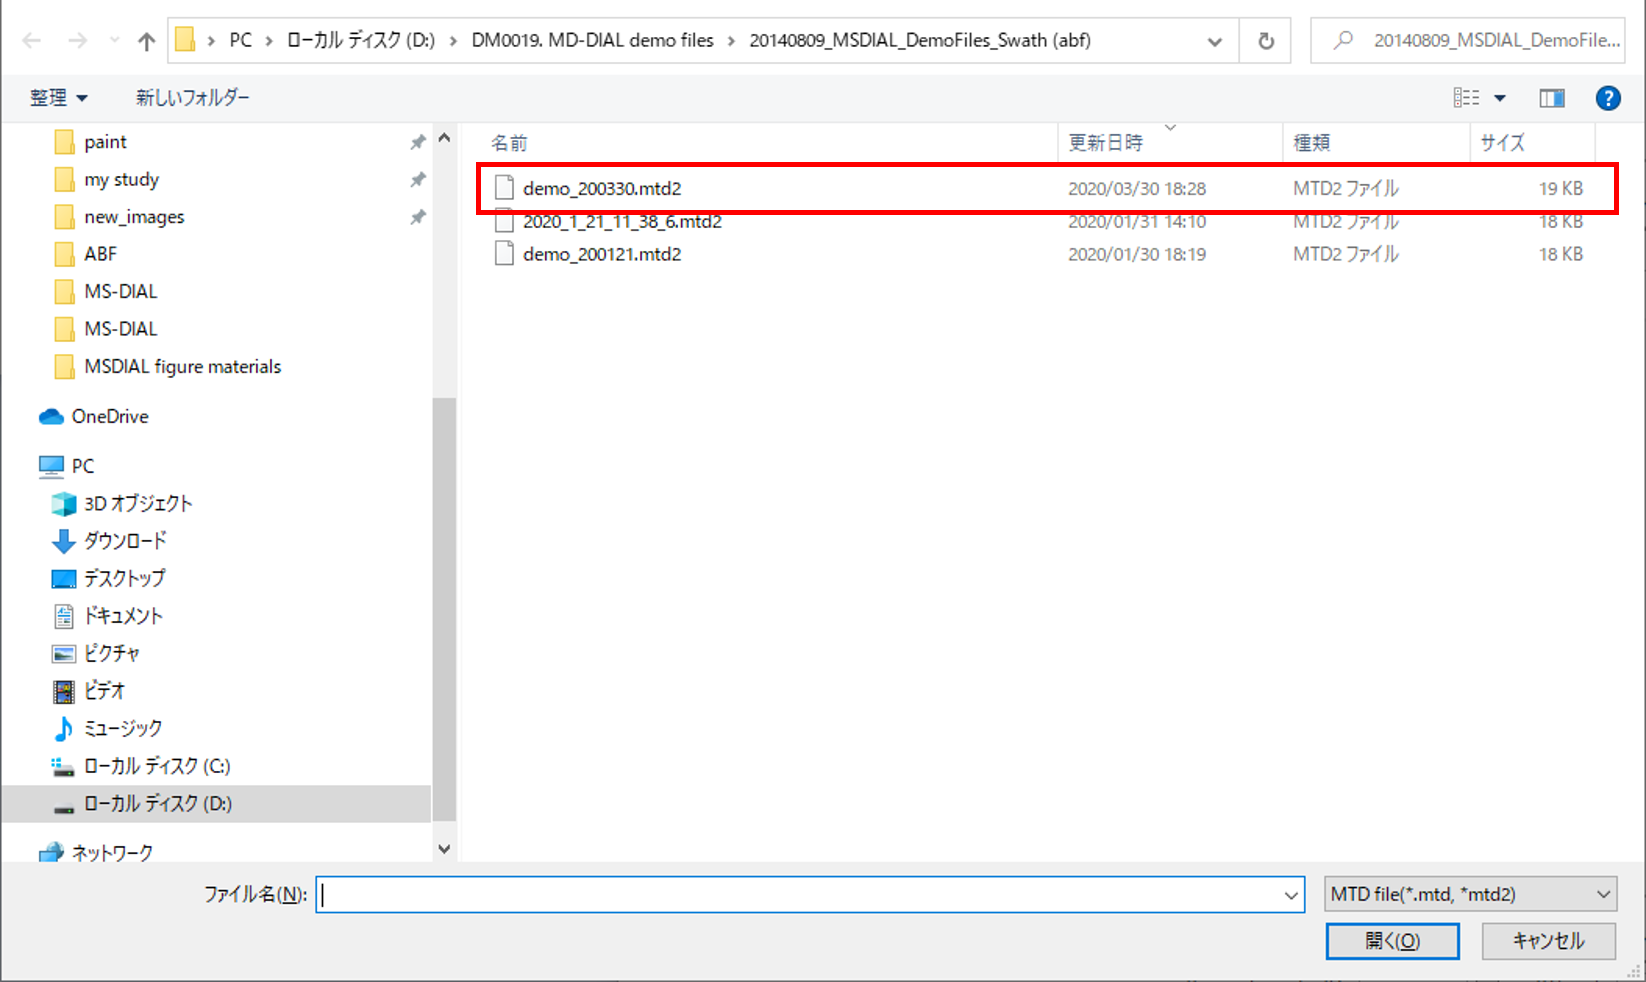 PC › ローカル ディスク (D:) › DM0019. MD-DIAL demo files › 20140809_MSDIAL_DemoFiles_Swath (abf)
20140809_MSDIAL_DemoFile...
整理 新しいフォルダー
paint
my study
new_images
ABF
MS-DIAL
MS-DIAL
MSDIAL figure materials
OneDrive
PC
3D オブジェクト
ダウンロード
デスクトップ
ドキュメント
ピクチャ
ビデオ
ミュージック
ローカル ディスク (C:)
ローカル ディスク (D:)
ネットワーク
名前 更新日時 種類 サイズ
demo_200330.mtd2 2020/03/30 18:28 MTD2 ファイル 19 KB
2020_1_21_11_38_6.mtd2 2020/01/31 14:10 MTD2 ファイル 18 KB
demo_200121.mtd2 2020/01/30 18:19 MTD2 ファイル 18 KB
ファイル名(N): MTD file(*.mtd, *mtd2)
開く(O) キャンセル